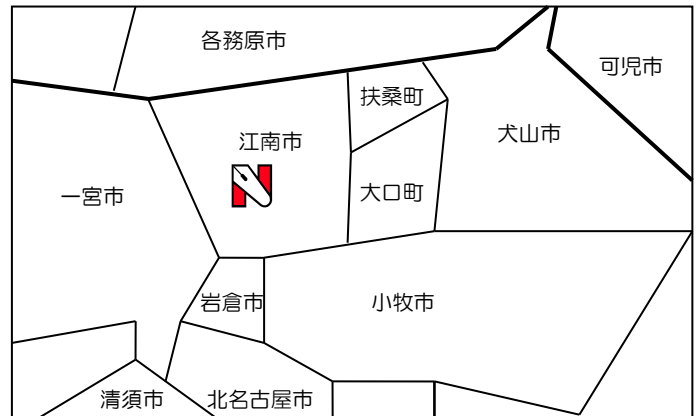 各務原市
可児市
扶桑町
犬山市
江南市
一宮市
大口町
岩倉市
小牧市
清須市
北名古屋市